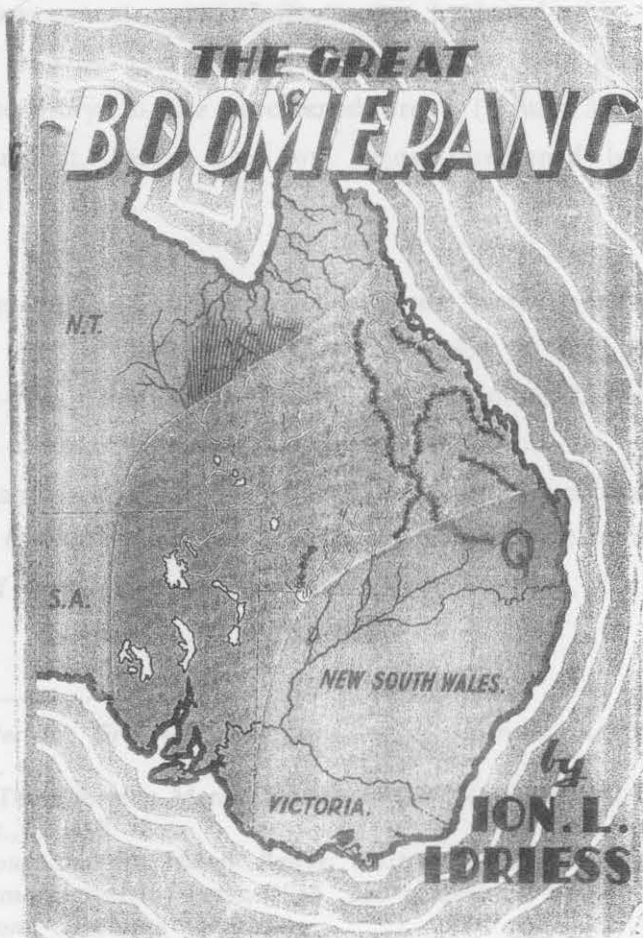 THE GREAT
BOOMERANG
N.T.
Q
S.A.
NEW SOUTH WALES.
VICTORIA.
by
ION. L.
IDRIESS